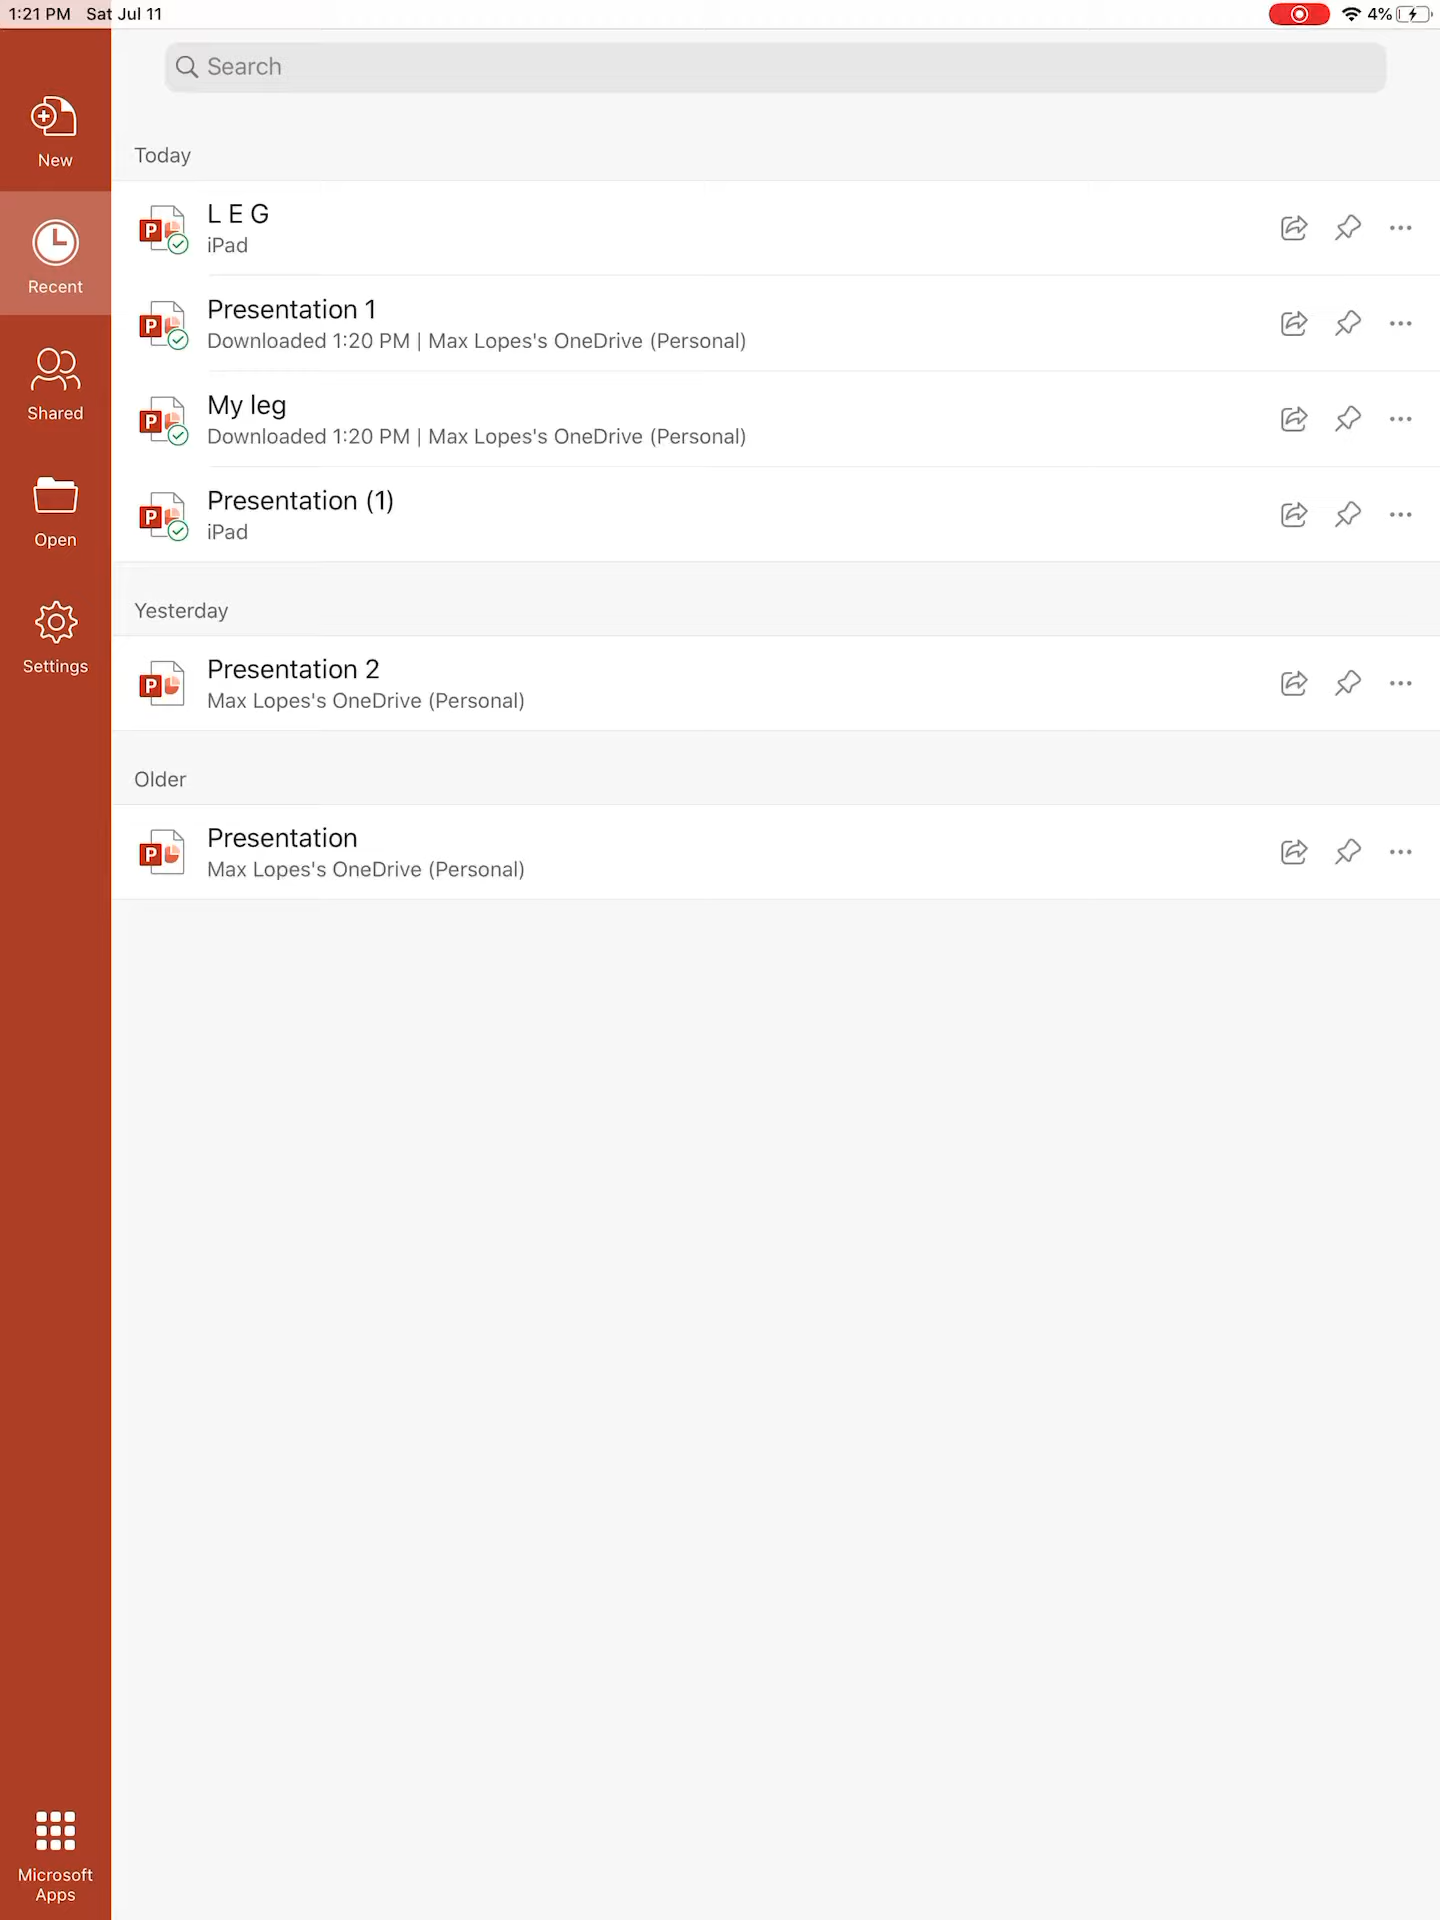 1:21 PM Sat Jul 11
4%
Search
New
Recent
Shared
Open
Settings
Today
L E G
iPad
Presentation 1
Downloaded 1:20 PM | Max Lopes's OneDrive (Personal)
My leg
Downloaded 1:20 PM | Max Lopes's OneDrive (Personal)
Presentation (1)
iPad
Yesterday
Presentation 2
Max Lopes's OneDrive (Personal)
Older
Presentation
Max Lopes's OneDrive (Personal)
Microsoft
Apps